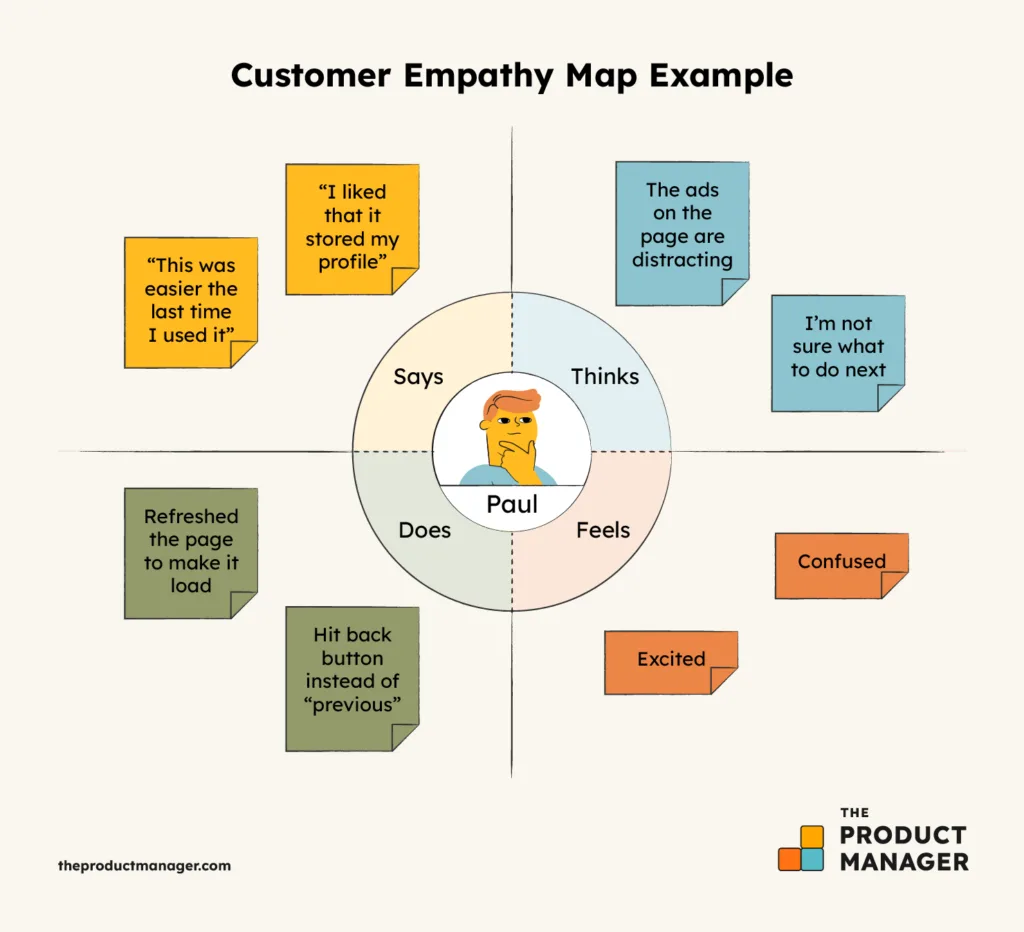 Customer Empathy Map Example
“I liked
that it
stored my
profile”
“This was
easier the
last time
I used it”
The ads
on the
page are
distracting
I’m not
sure what
to do next
Says
Thinks
Paul
Does
Feels
Refreshed
the page
to make it
load
Hit back
button
instead of
“previous”
Confused
Excited
theproductmanager.com
THE
PRODUCT
MANAGER